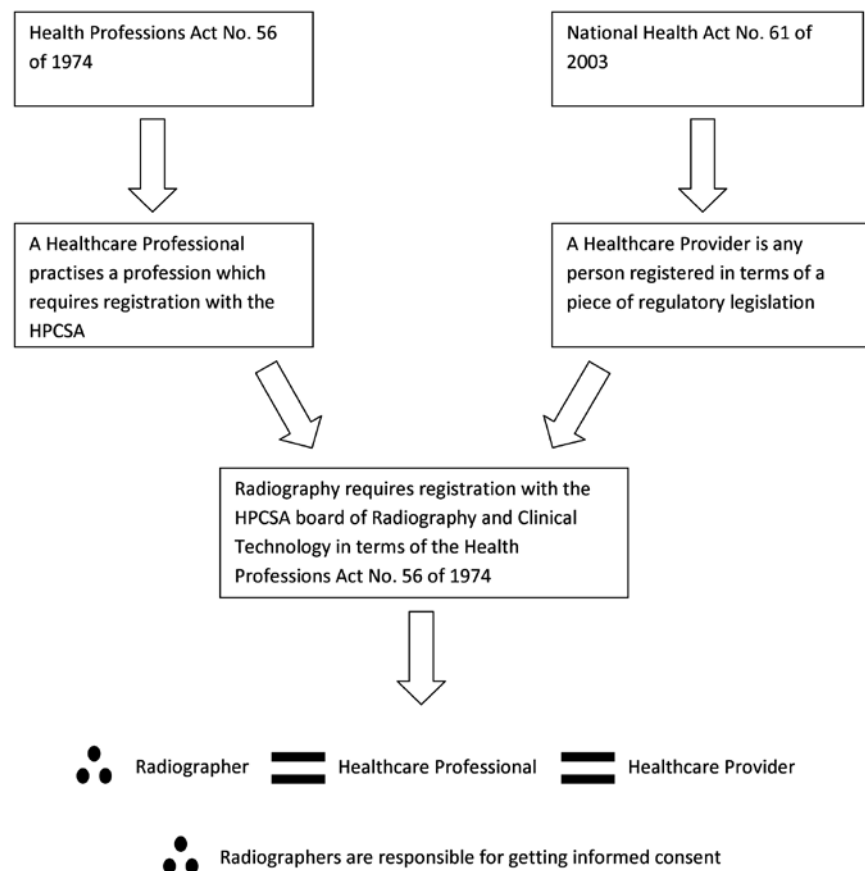 Health Professions Act No. 56
of 1974
National Health Act No. 61 of
2003
A Healthcare Professional
practises a profession which
requires registration with the
HPCSA
A Healthcare Provider is any
person registered in terms of a
piece of regulatory legislation
Radiography requires registration with the
HPCSA board of Radiography and Clinical
Technology in terms of the Health
Professions Act No. 56 of 1974
∴ Radiographer = Healthcare Professional = Healthcare Provider
∴ Radiographers are responsible for getting informed consent